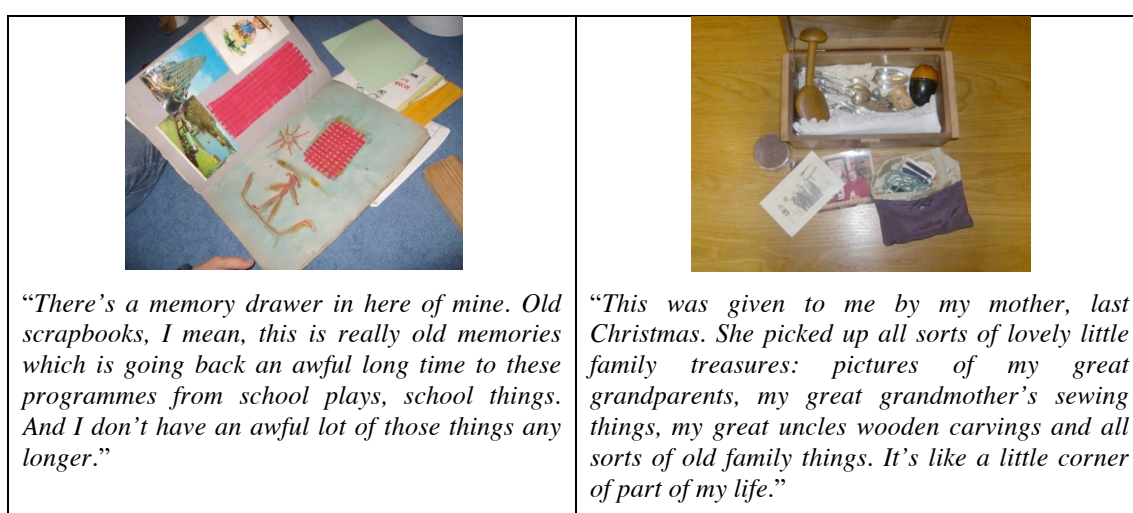 “There’s a memory drawer in here of mine. Old
scrapbooks, I mean, this is really old memories
which is going back an awful long time to these
programmes from school plays, school things.
And I don’t have an awful lot of those things any
longer.”
“This was given to me by my mother, last
Christmas. She picked up all sorts of lovely little
family treasures: pictures of my great
grandparents, my great grandmother’s sewing
things, my great uncles wooden carvings and all
sorts of old family things. It’s like a little corner
of part of my life.”